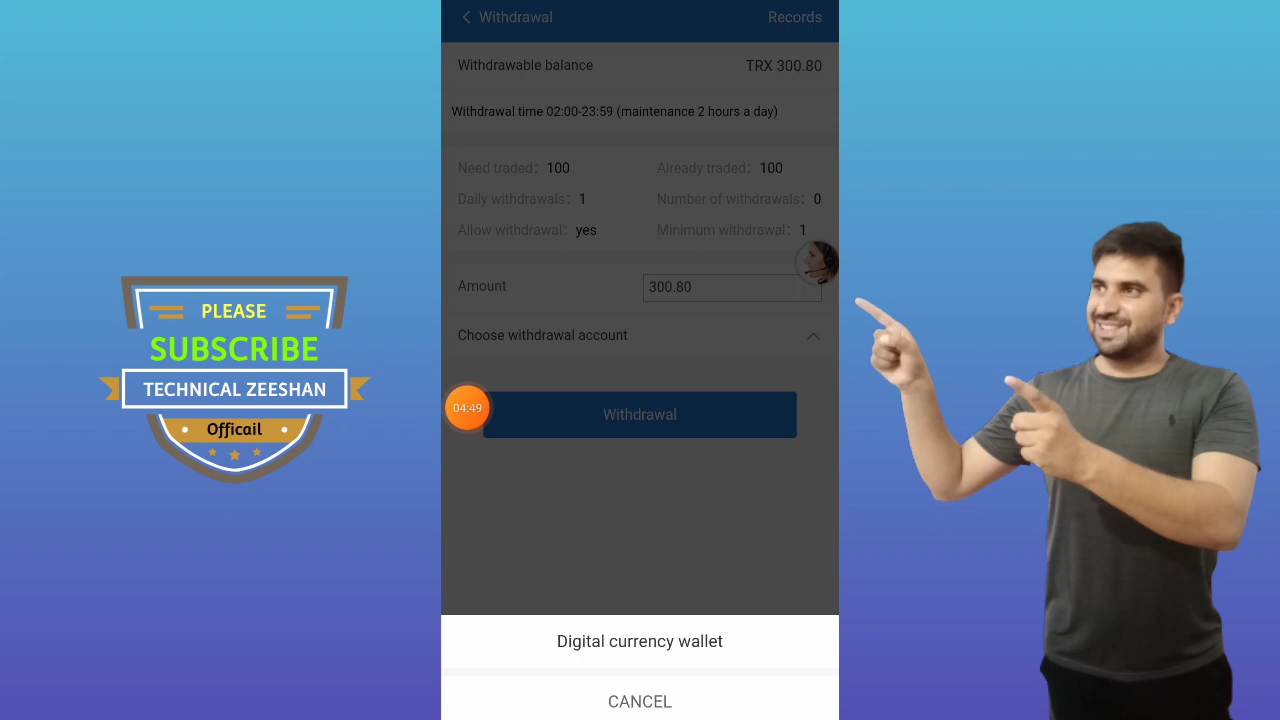 Withdrawal Records
Withdrawable balance TRX 300.80
Withdrawal time 02:00-23:59 (maintenance 2 hours a day)
Need traded: 100 Already traded: 100
Daily withdrawals: 1 Number of withdrawals: 0
Allow withdrawal: yes Minimum withdrawal: 1
Amount 300.80
Choose withdrawal account
04:49
Withdrawal
Digital currency wallet
CANCEL
PLEASE
SUBSCRIBE
TECHNICAL ZEESHAN
Officail